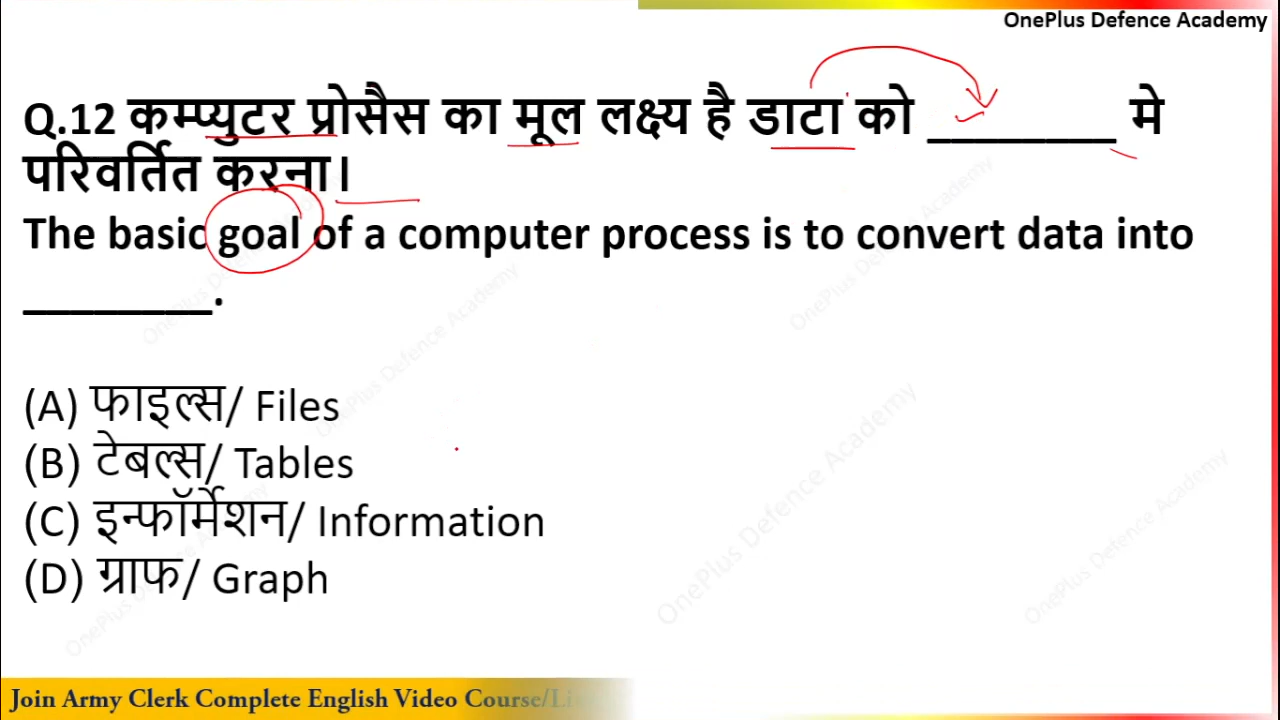 OnePlus Defence Academy
Q.12 कम्प्युटर प्रोसैस का मूल लक्ष्य है डाटा को ________ मे
परिवर्तित करना।
The basic goal of a computer process is to convert data into
________.
(A) फाइल्स/ Files
(B) टेबल्स/ Tables
(C) इन्फॉर्मेशन/ Information
(D) ग्राफ/ Graph
Join Army Clerk Complete English Video Course/